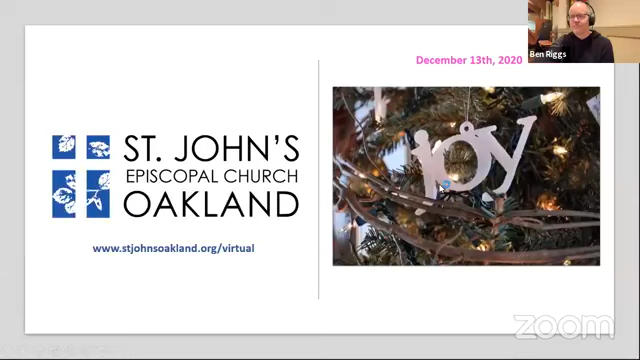 December 13th, 2020
Ben Riggs
ST. JOHN'S
EPISCOPAL CHURCH
OAKLAND
www.stjohnsoakland.org/virtual
joy
zoom